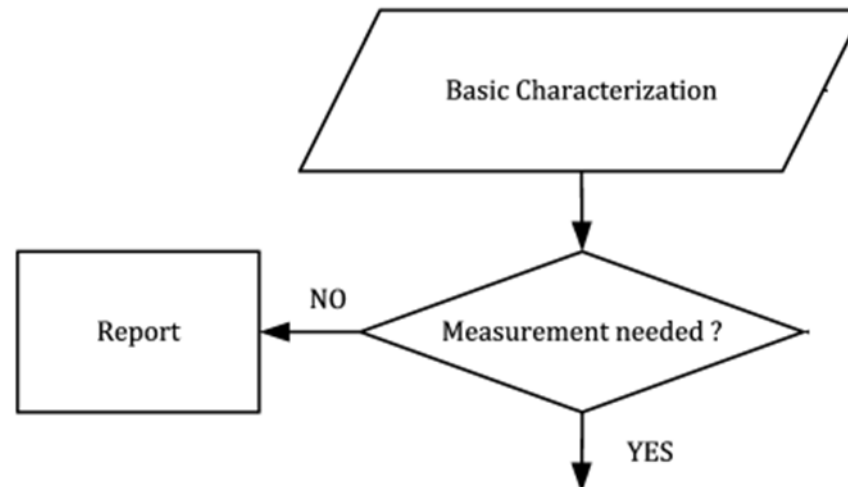 Basic Characterization
NO
Report
Measurement needed ?
YES